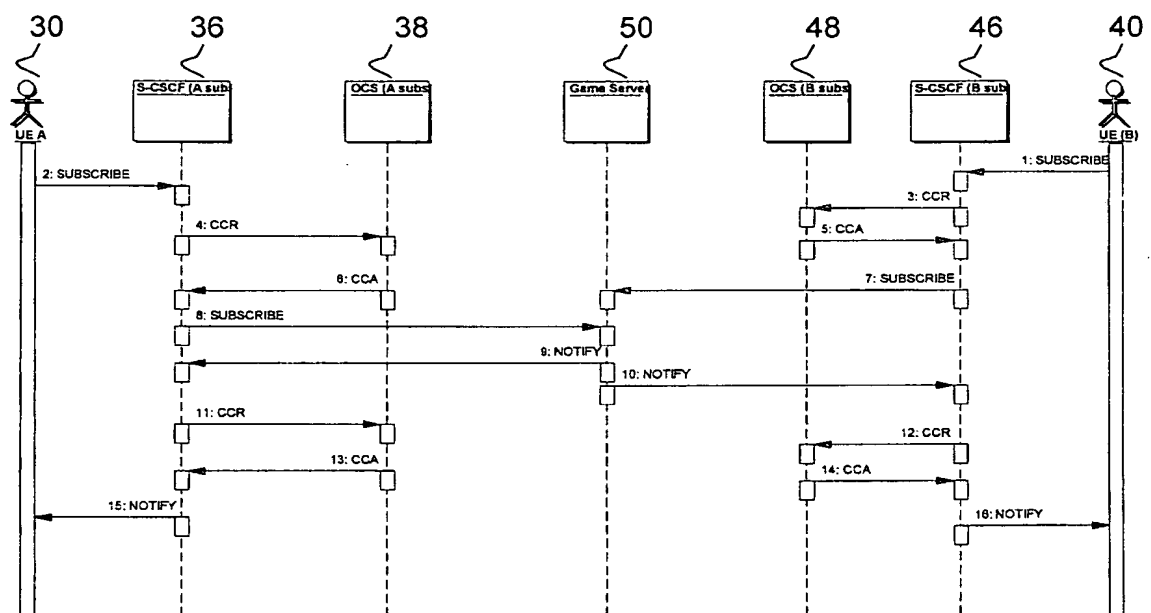 30 36 38 50 48 46 40
S-CSCF (A subs OCS (A subs Game Server OCS (B subs S-CSCF (B sub
UE A UE (B)
1: SUBSCRIBE
2: SUBSCRIBE
3: CCR
4: CCR
5: CCA
6: CCA 7: SUBSCRIBE
8: SUBSCRIBE
9: NOTIFY
10: NOTIFY
11: CCR
12: CCR
13: CCA
14: CCA
15: NOTIFY
16: NOTIFY